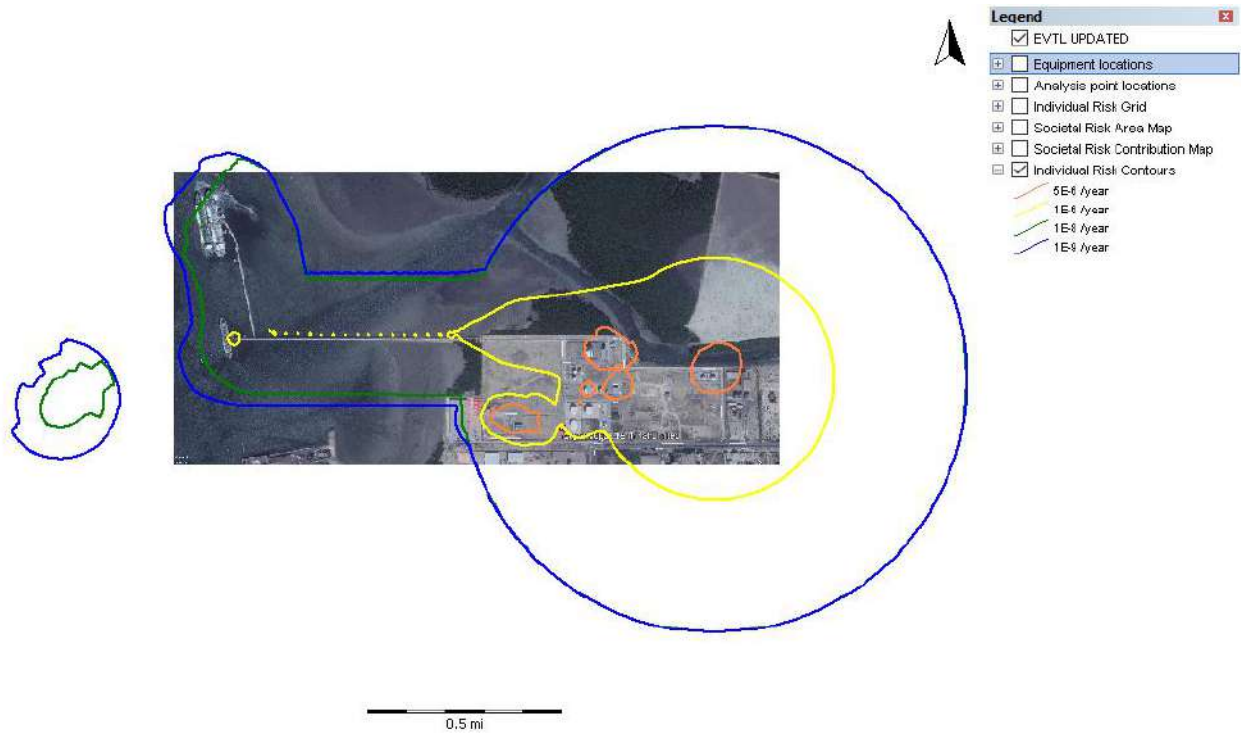 Legend
EVTL UPDATED
Equipment locations
Analysis point locations
Individual Risk Grid
Societal Risk Area Map
Societal Risk Contribution Map
Individual Risk Contours
5E-6 /year
1E-6 /year
1E-8 /year
1E-9 /year
0.5 mi